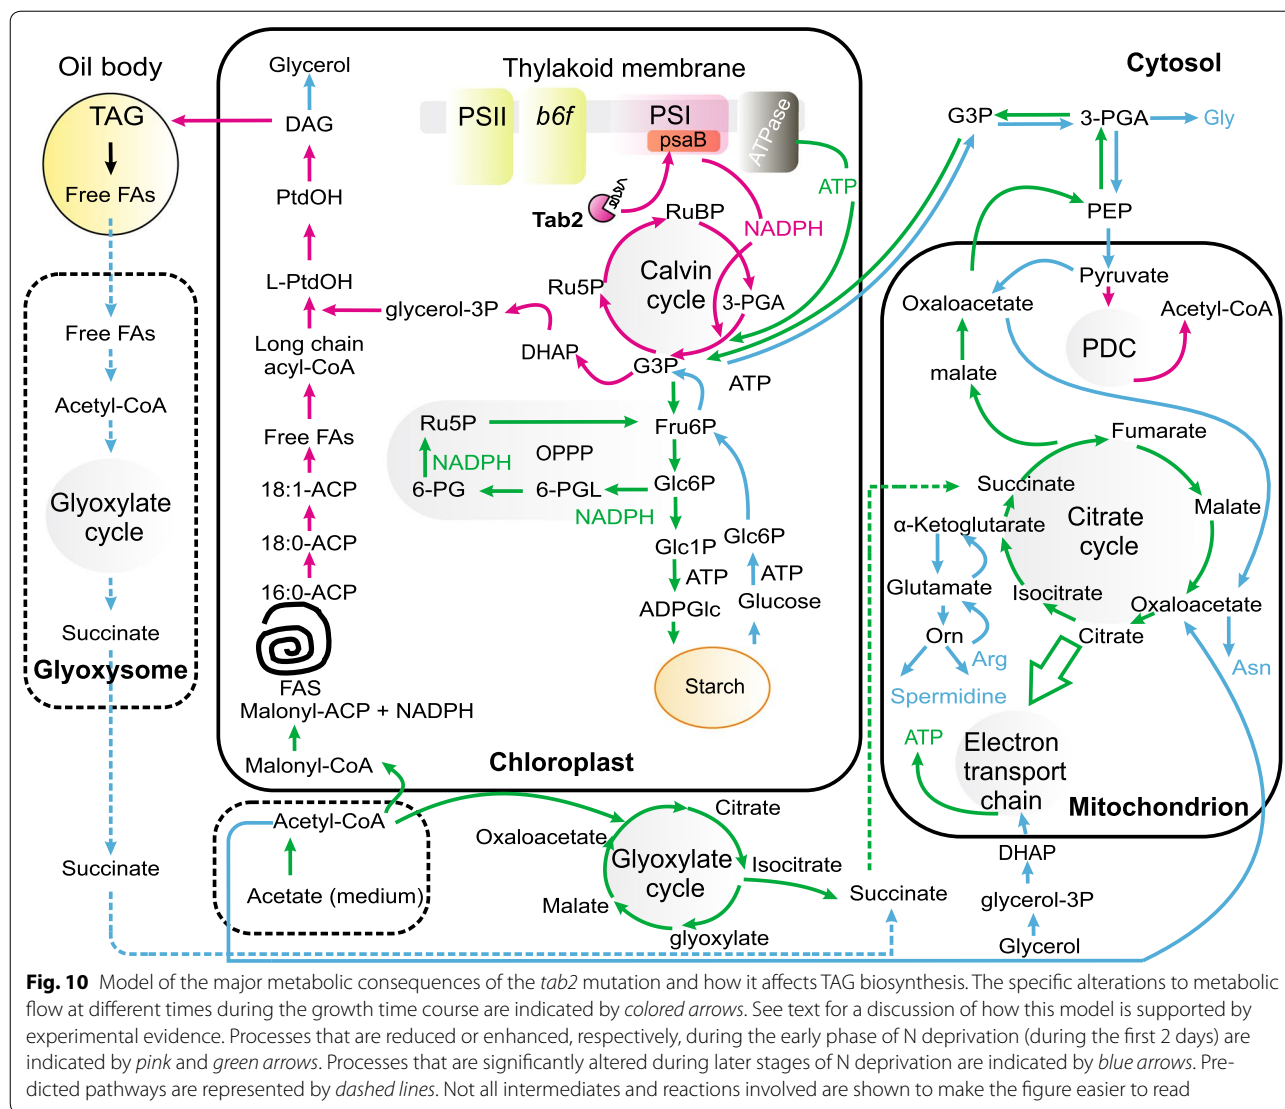 Oil body
TAG
Free FAs
Free FAs
Acetyl-CoA
Glyoxylate
cycle
Succinate
Glyoxysome
Succinate
Glycerol
DAG
PtdOH
L-PtdOH
Long chain
acyl-CoA
Free FAs
18:1-ACP
18:0-ACP
16:0-ACP
FAS
Malonyl-ACP + NADPH
Malonyl-CoA
Acetyl-CoA
Acetate (medium)
Thylakoid membrane
PSII
b6f
PSI
psaB
ATPase
ATP
Tab2
NADPH
RuBP
Calvin
cycle
Ru5P
3-PGA
glycerol-3P
DHAP
G3P
ATP
Ru5P
Fru6P
OPPP
NADPH
6-PG
6-PGL
Glc6P
NADPH
Glc1P
Glc6P
ATP
ATP
ADPGlc
Glucose
Starch
Chloroplast
Citrate
Oxaloacetate
Glyoxylate
cycle
Isocitrate
Malate
glyoxylate
Succinate
Cytosol
G3P
3-PGA
Gly
PEP
Pyruvate
Oxaloacetate
Acetyl-CoA
PDC
malate
Fumarate
Succinate
Malate
α-Ketoglutarate
Citrate
cycle
Glutamate
Isocitrate
Oxaloacetate
Orn
Citrate
Arg
Asn
Spermidine
ATP
Electron
transport
chain
Mitochondrion
DHAP
glycerol-3P
Glycerol
Fig. 10 Model of the major metabolic consequences of the tab2 mutation and how it affects TAG biosynthesis. The specific alterations to metabolic
flow at different times during the growth time course are indicated by colored arrows. See text for a discussion of how this model is supported by
experimental evidence. Processes that are reduced or enhanced, respectively, during the early phase of N deprivation (during the first 2 days) are
indicated by pink and green arrows. Processes that are significantly altered during later stages of N deprivation are indicated by blue arrows. Pre-
dicted pathways are represented by dashed lines. Not all intermediates and reactions involved are shown to make the figure easier to read